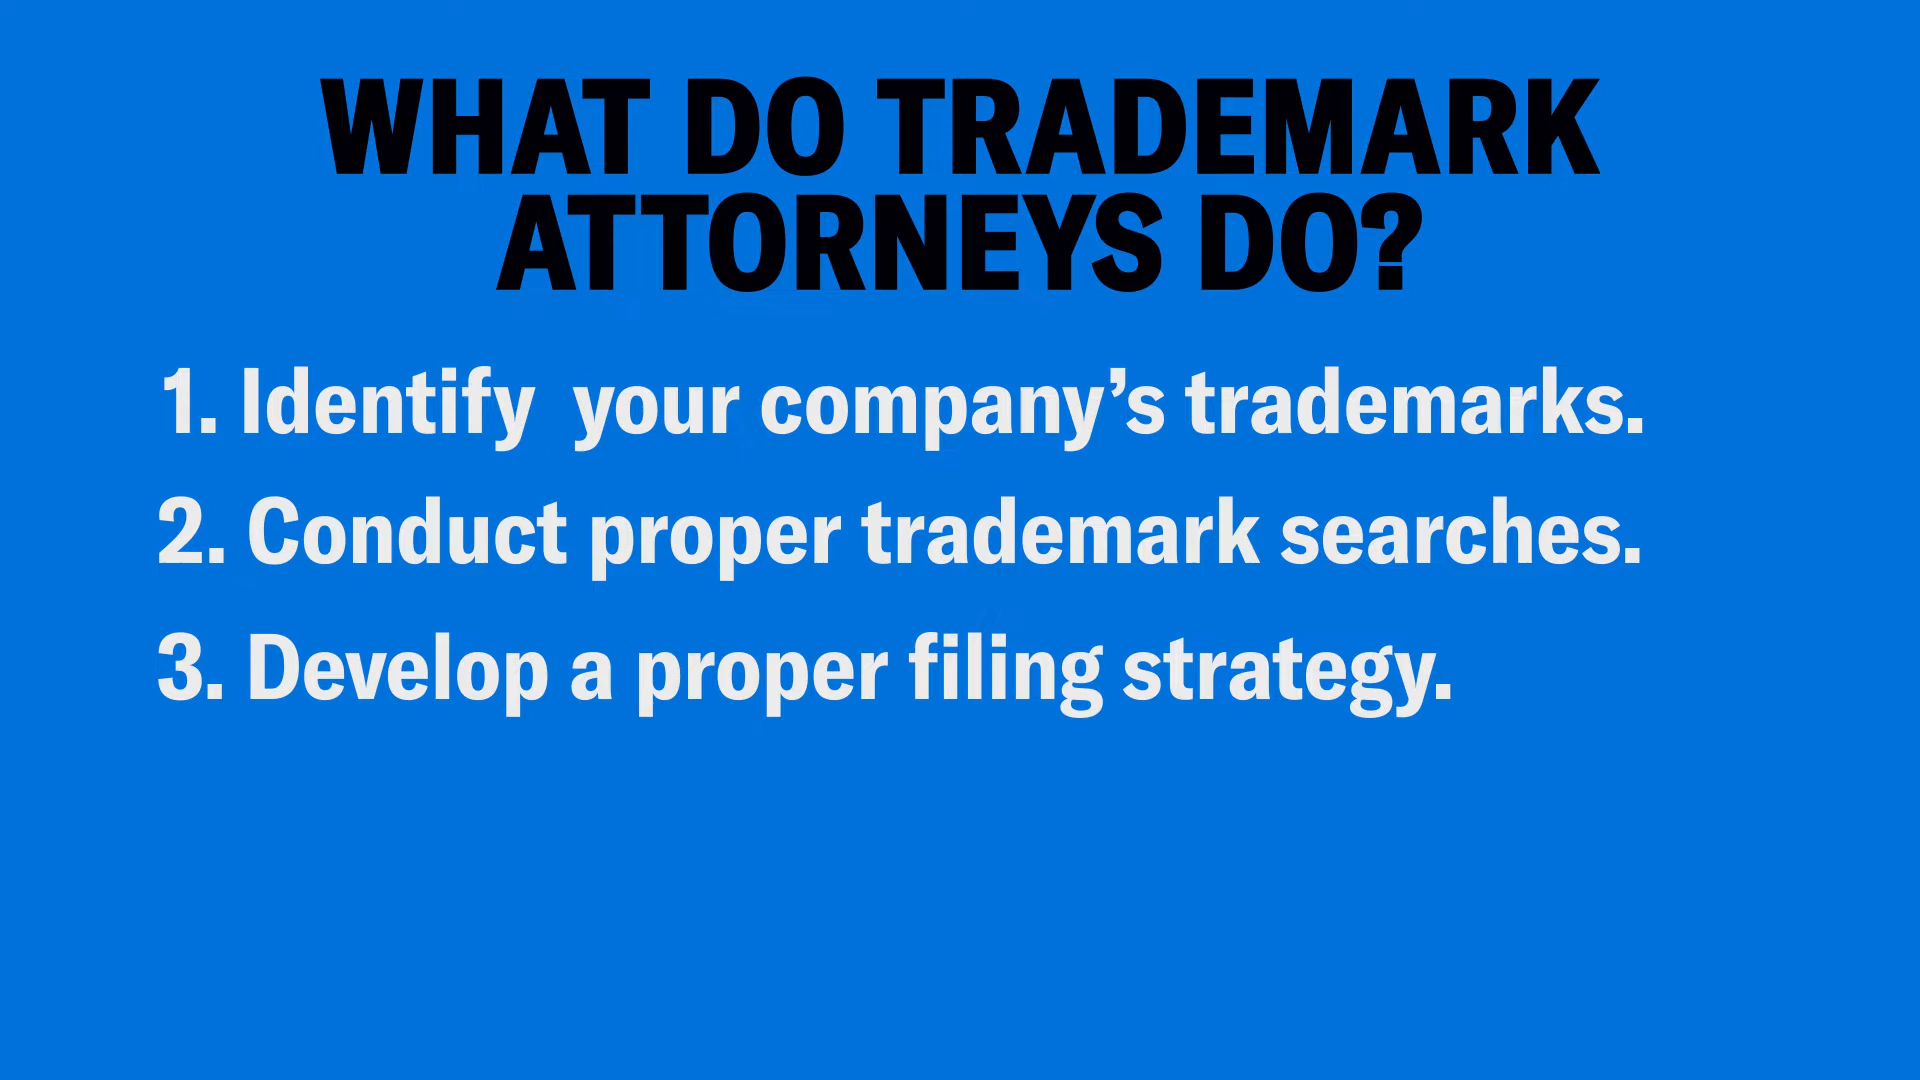 WHAT DO TRADEMARK
ATTORNEYS DO?
1. Identify  your company’s trademarks.
2. Conduct proper trademark searches.
3. Develop a proper filing strategy.